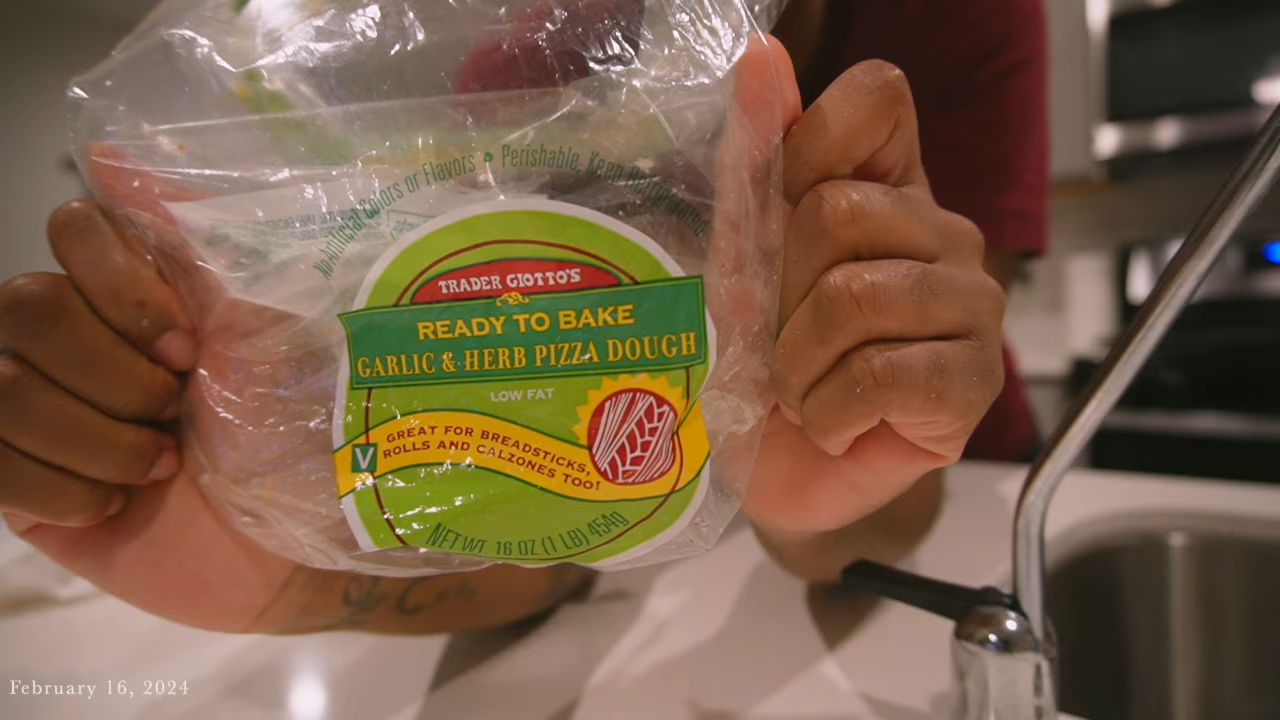 No Artificial Colors or Flavors • Perishable, Keep Refrigerated
TRADER GIOTTO'S
READY TO BAKE
GARLIC & HERB PIZZA DOUGH
LOW FAT
GREAT FOR BREADSTICKS,
V
ROLLS AND CALZONES TOO!
NET WT. 16 OZ (1 LB) 454g
February 16, 2024